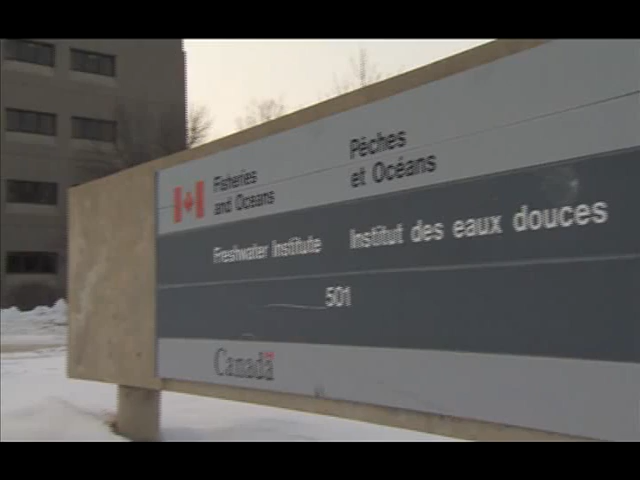 Fisheries
and Oceans
Pêches
et Océans
Freshwater Institute
Institut des eaux douces
501
Canada